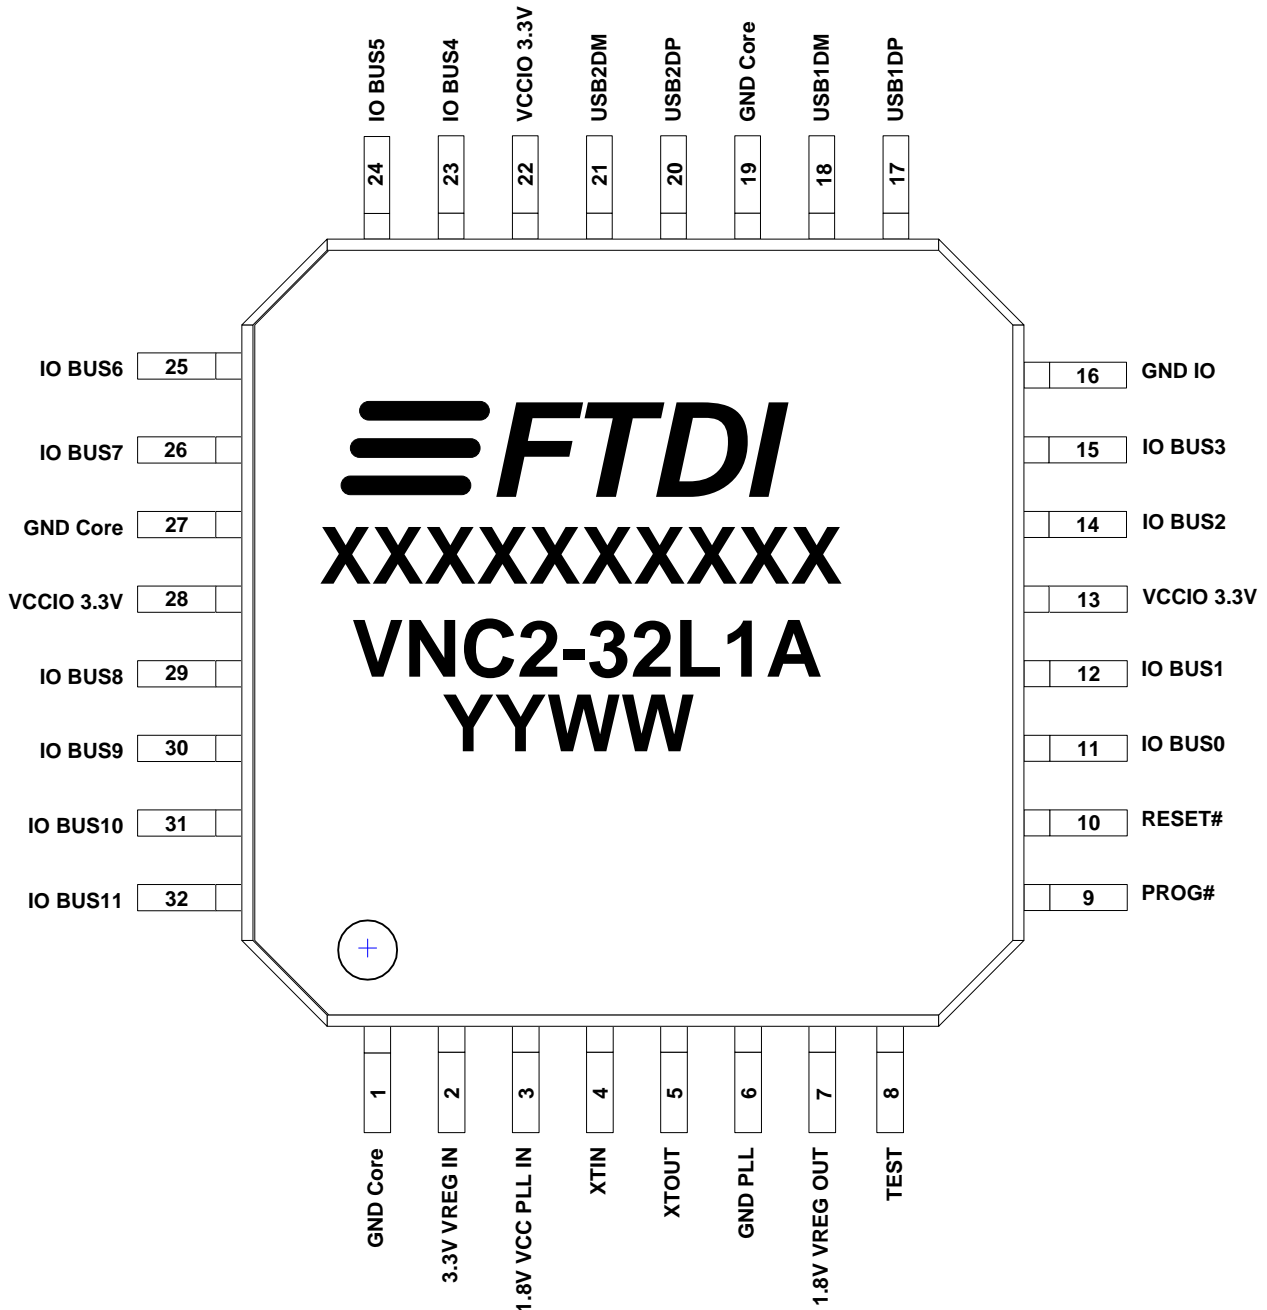 IO BUS5
IO BUS4
VCCIO 3.3V
USB2DM
USB2DP
GND Core
USB1DM
USB1DP
24
23
22
21
20
19
18
17
IO BUS6 25
IO BUS7 26
GND Core 27
VCCIO 3.3V 28
IO BUS8 29
IO BUS9 30
IO BUS10 31
IO BUS11 32
FTDI
XXXXXXXXXX
VNC2-32L1A
YYWW
16 GND IO
15 IO BUS3
14 IO BUS2
13 VCCIO 3.3V
12 IO BUS1
11 IO BUS0
10 RESET#
9 PROG#
1
2
3
4
5
6
7
8
GND Core
3.3V VREG IN
1.8V VCC PLL IN
XTIN
XTOUT
GND PLL
1.8V VREG OUT
TEST